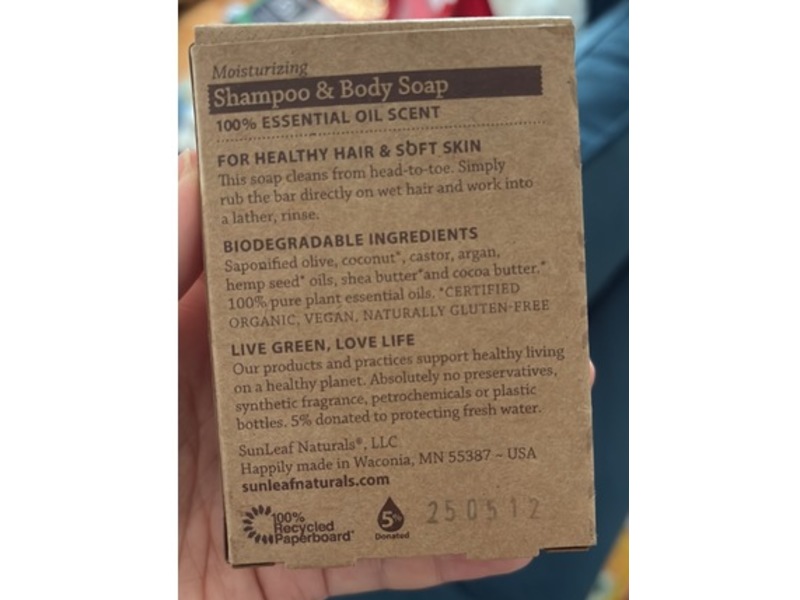 Moisturizing
Shampoo & Body Soap
100% ESSENTIAL OIL SCENT
FOR HEALTHY HAIR & SOFT SKIN
This soap cleans from head-to-toe. Simply
rub the bar directly on wet hair and work into
a lather, rinse.
BIODEGRADABLE INGREDIENTS
Saponified olive, coconut*, castor, argan,
hemp seed* oils, shea butter*and cocoa butter.*
100% pure plant essential oils. *CERTIFIED
ORGANIC, VEGAN, NATURALLY GLUTEN-FREE
LIVE GREEN, LOVE LIFE
Our products and practices support healthy living
on a healthy planet. Absolutely no preservatives,
synthetic fragrance, petrochemicals or plastic
bottles. 5% donated to protecting fresh water.
SunLeaf Naturals®, LLC
Happily made in Waconia, MN 55387 ~ USA
sunleafnaturals.com
100%
Recycled
Paperboard™
5%
Donated
250512